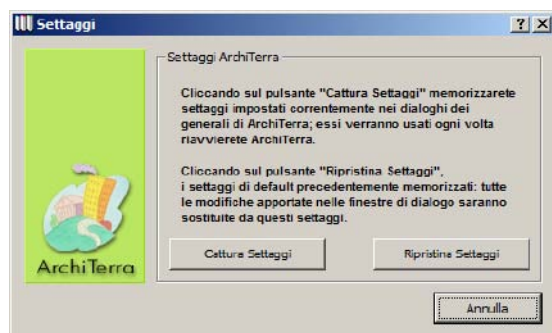 Settaggi
Settaggi ArchiTerra
Cliccando sul pulsante "Cattura Settaggi" memorizzarete
settaggi impostati correntemente nei dialoghi dei
generali di ArchiTerra; essi verranno usati ogni volta
riavvierete ArchiTerra.
Cliccando sul pulsante "Ripristina Settaggi",
i settaggi di default precedentemente memorizzati: tutte
le modifiche apportate nelle finestre di dialogo saranno
sostituite da questi settaggi.
ArchiTerra
Cattura Settaggi
Ripristina Settaggi
Annulla